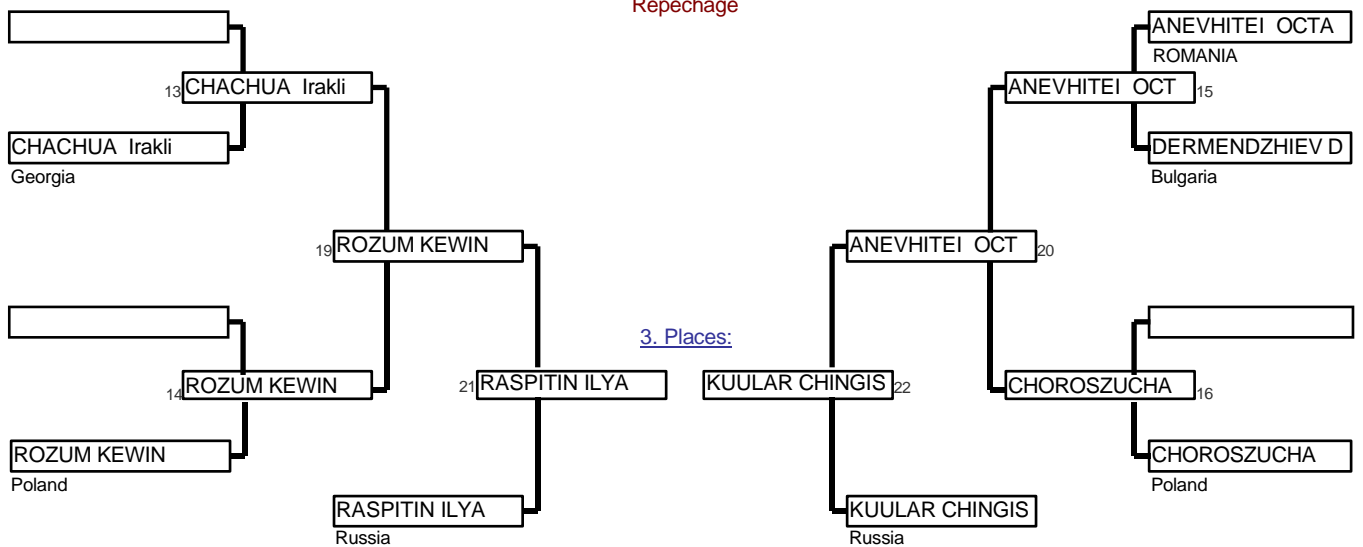 Repechage
ANEVHITEI OCTA
ROMANIA
13 CHACHUA Irakli
ANEVHITEI OCT 15
CHACHUA Irakli
Georgia
DERMENDZHIEV D
Bulgaria
19 ROZUM KEWIN
ANEVHITEI OCT 20
3. Places:
14 ROZUM KEWIN
21 RASPITIN ILYA
KUULAR CHINGIS 22
CHOROSZUCHA 16
ROZUM KEWIN
Poland
CHOROSZUCHA
Poland
RASPITIN ILYA
Russia
KUULAR CHINGIS
Russia